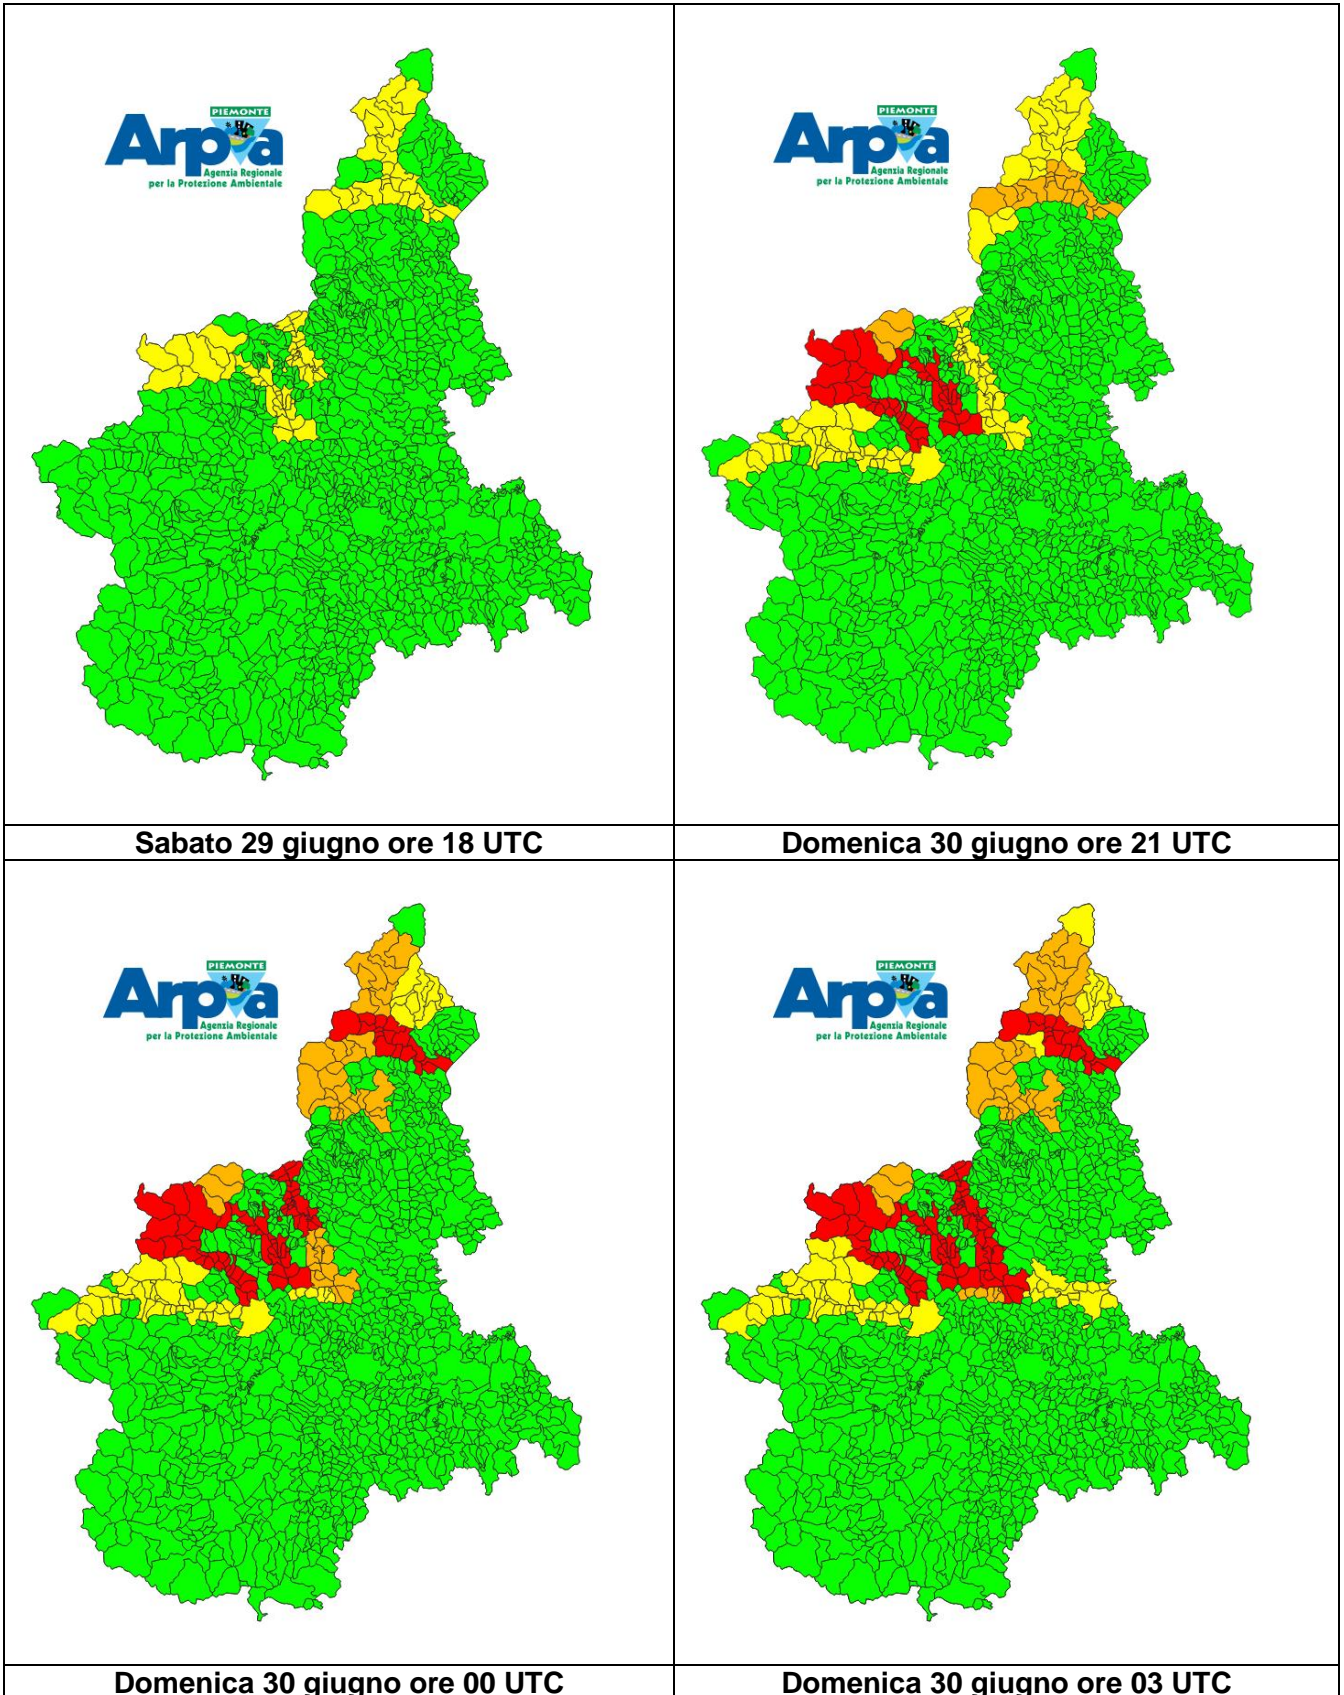 PIEMONTE
Arpa
Agenzia Regionale
per la Protezione Ambientale
PIEMONTE
Arpa
Agenzia Regionale
per la Protezione Ambientale
Sabato 29 giugno ore 18 UTC
Domenica 30 giugno ore 21 UTC
PIEMONTE
Arpa
Agenzia Regionale
per la Protezione Ambientale
PIEMONTE
Arpa
Agenzia Regionale
per la Protezione Ambientale
Domenica 30 giugno ore 00 UTC
Domenica 30 giugno ore 03 UTC